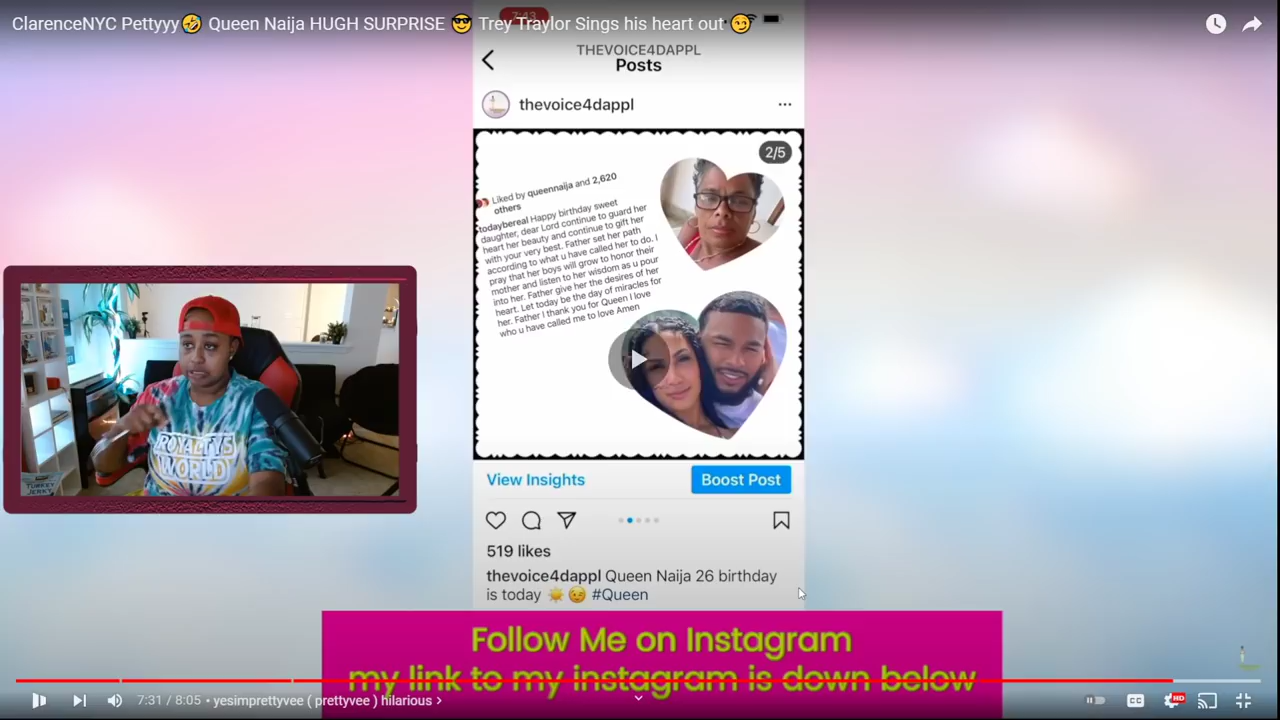 ClarenceNYC Pettyyy🤣 Queen Naija HUGH SURPRISE 😎 Trey Traylor Sings his heart out 😏
7:43
THEVOICE4DAPPL
Posts
thevoice4dappl
2/5
Liked by queennaija and 2,620
others
todaybereal Happy birthday sweet
daughter, dear Lord continue to guard her
heart her beauty and continue to gift her
with your very best. Father set her path
according to what u have called her to do. I
pray that her boys will grow to honor their
mother and listen to her wisdom as u pour
into her. Father give her the desires of her
heart. Let today be the day of miracles for
her. Father I thank you for Queen I love
who u have called me to love Amen
ROYALTY'S
WORLD
TURKEY
JERKY
View Insights
Boost Post
519 likes
thevoice4dappl Queen Naija 26 birthday
is today ☀️ 😉 #Queen
Follow Me on Instagram
my link to my instagram is down below
7:31 / 8:05 • yesimprettyvee ( prettyvee ) hilarious >
CC
HD